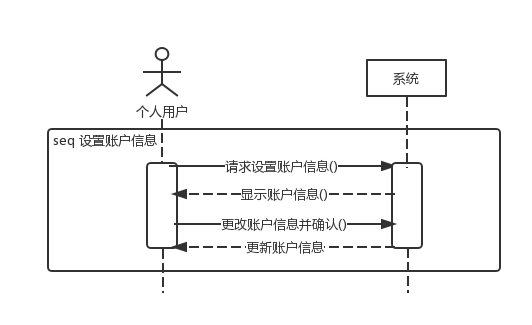 系统
个人用户
seq 设置账户信息
请求设置账户信息()
显示账户信息()
更改账户信息并确认()
更新账户信息